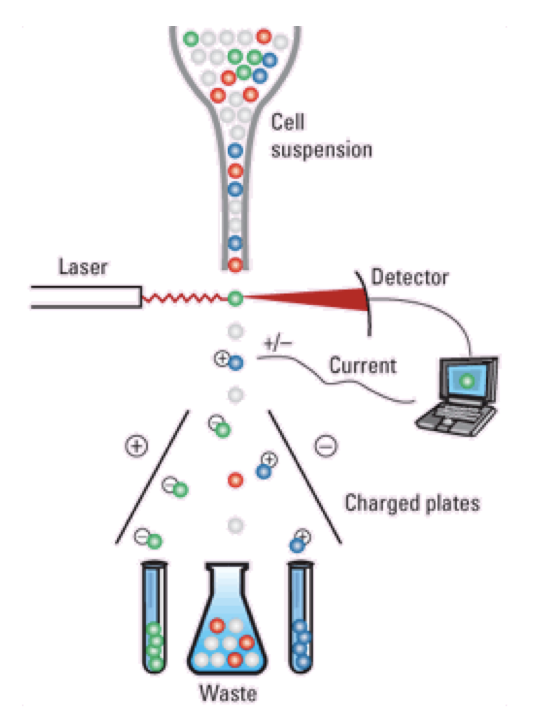 Cell
suspension
Laser
Detector
+/−
Current
+
−
+
−
−
+
−
+
Charged plates
−
+
Waste